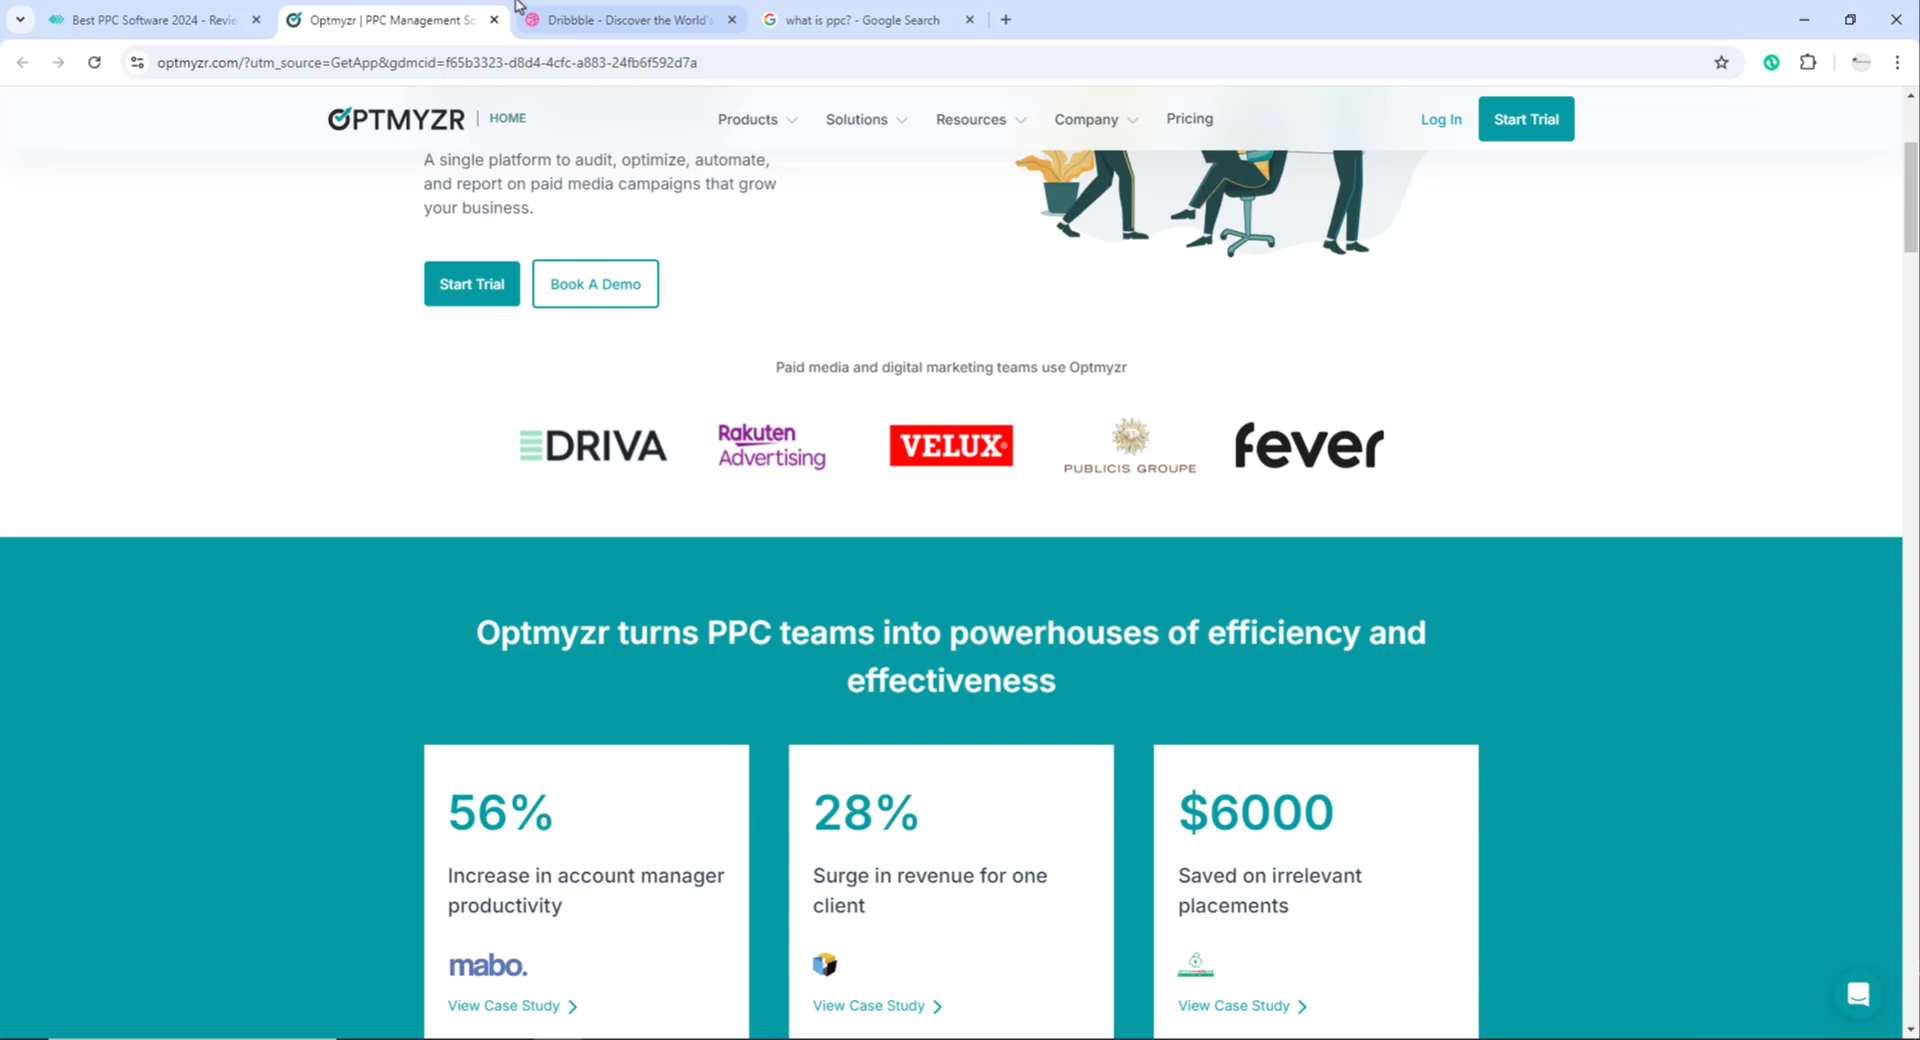 Best PPC Software 2024 - Revie
Optmyzr | PPC Management So
Dribbble - Discover the World's
what is ppc? - Google Search
optmyzr.com/?utm_source=GetApp&gdmcid=f65b3323-d8d4-4cfc-a883-24fb6f592d7a
OPTMYZR | HOME
Products
Solutions
Resources
Company
Pricing
Log In
Start Trial
A single platform to audit, optimize, automate,
and report on paid media campaigns that grow
your business.
Start Trial
Book A Demo
Paid media and digital marketing teams use Optmyzr
DRIVA
Rakuten
Advertising
VELUX®
PUBLICIS GROUPE
fever
Optmyzr turns PPC teams into powerhouses of efficiency and
effectiveness
56%
Increase in account manager
productivity
mabo.
View Case Study
28%
Surge in revenue for one
client
View Case Study
$6000
Saved on irrelevant
placements
View Case Study